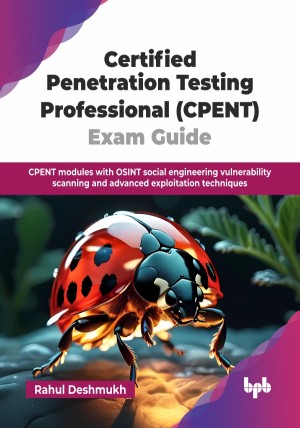 Certified
Penetration Testing
Professional (CPENT)
Exam Guide
CPENT modules with OSINT social engineering vulnerability
scanning and advanced exploitation techniques
Rahul Deshmukh
bpb